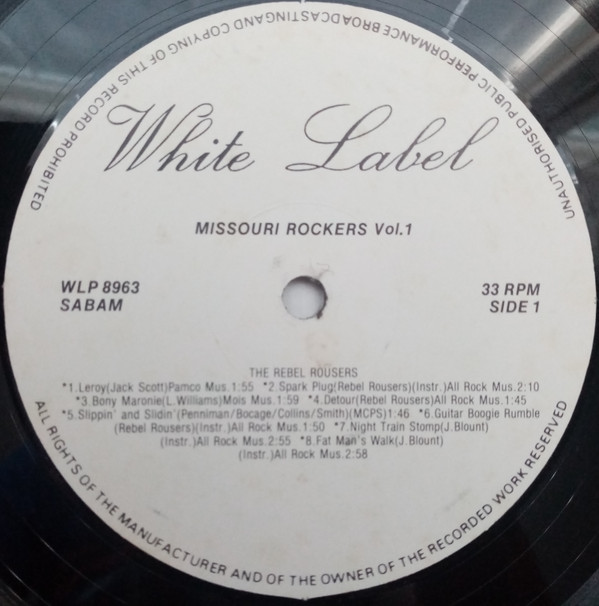 UNAUTHORISED PUBLIC PERFORMANCE BROADCASTINGAND COPYING OF THIS RECORD PROHIBITED
White Label
MISSOURI ROCKERS Vol.1
WLP 8963
SABAM
33 RPM
SIDE 1
THE REBEL ROUSERS
*1.Leroy(Jack Scott)Pamco Mus.1:55 *2.Spark Plug(Rebel Rousers)(Instr.)All Rock Mus.2:10
*3.Bony Maronie(L.Williams)Mois Mus.1:59 *4.Detour(Rebel Rousers)All Mus.1:45
*5.Slippin' and Slidin'(Penniman/Bocage/Collins/Smith)(MCPS)1:46 *6.Guitar Boogie Rumble
(Rebel Rousers)(Instr.)All Rock Mus.1:50 *7.Night Train Stomp(J.Blount)
(Instr.)All Rock Mus.2:55 *8.Fat Man's Walk(J.Blount)
(Instr.)All Rock Mus.2:58
ALL RIGHTS OF THE MANUFACTURER AND OF THE OWNER OF THE RECORDED WORK RESERVED